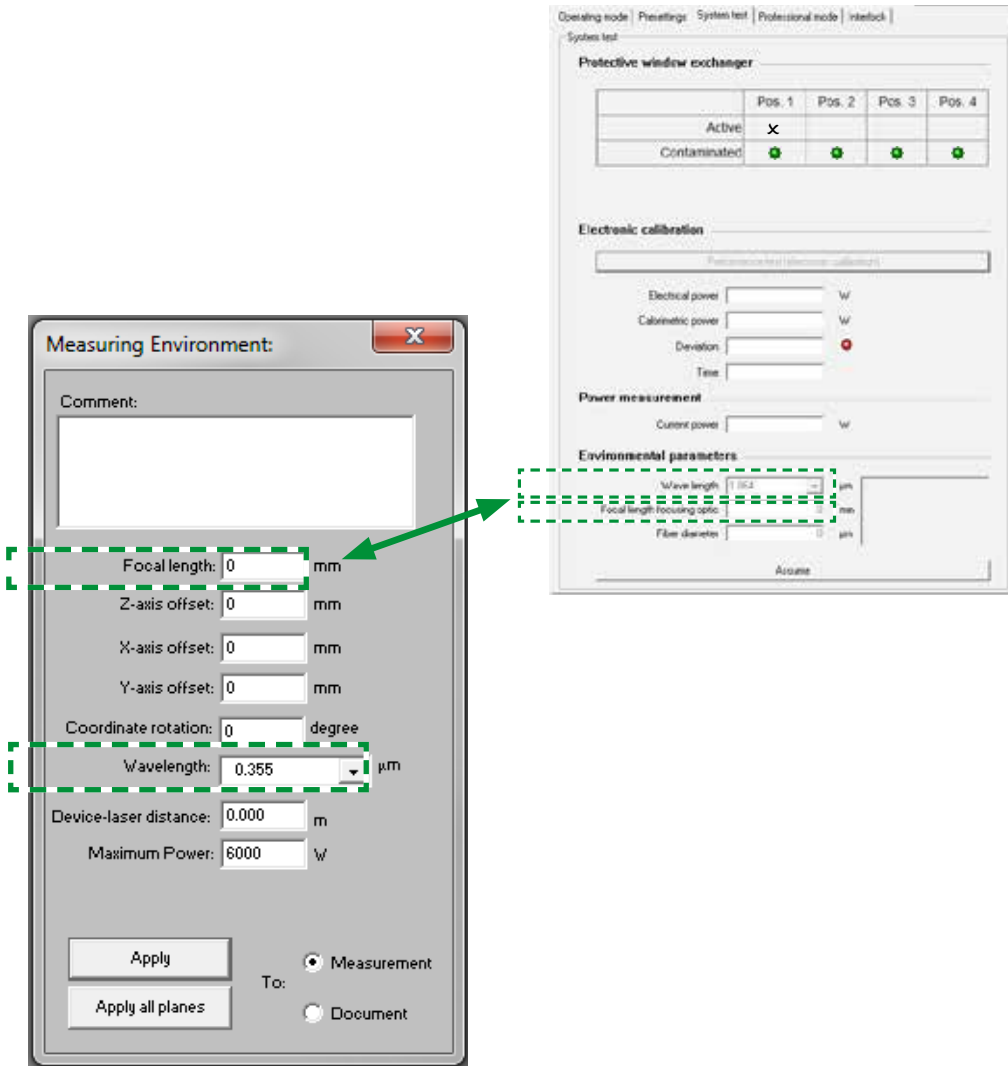 Operating mode Presettings System test Professional mode Interlock
System test
Protective window exchanger
Pos. 1 Pos. 2 Pos. 3 Pos. 4
Active x
Contaminated
Electronic calibration
Electrical power W
Calorimetric power W
Deviation
Time
Power measurement
Current power W
Environmental parameters
Wave length 1.064 µm
Focal length focusing optic 0 mm
Fiber diameter 0 µm
Assume
Measuring Environment:
Comment:
Focal length: 0 mm
Z-axis offset: 0 mm
X-axis offset: 0 mm
Y-axis offset: 0 mm
Coordinate rotation: 0 degree
Wavelength: 0.355 µm
Device-laser distance: 0.000 m
Maximum Power: 6000 W
Apply
Apply all planes
To:
Measurement
Document